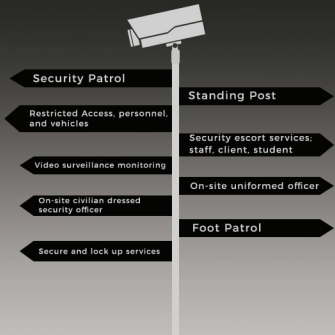 Security Patrol
Standing Post
Restricted Access, personnel,
and vehicles
Security escort services;
staff, client, student
Video surveillance monitoring
On-site uniformed officer
On-site civilian dressed
security officer
Foot Patrol
Secure and lock up services